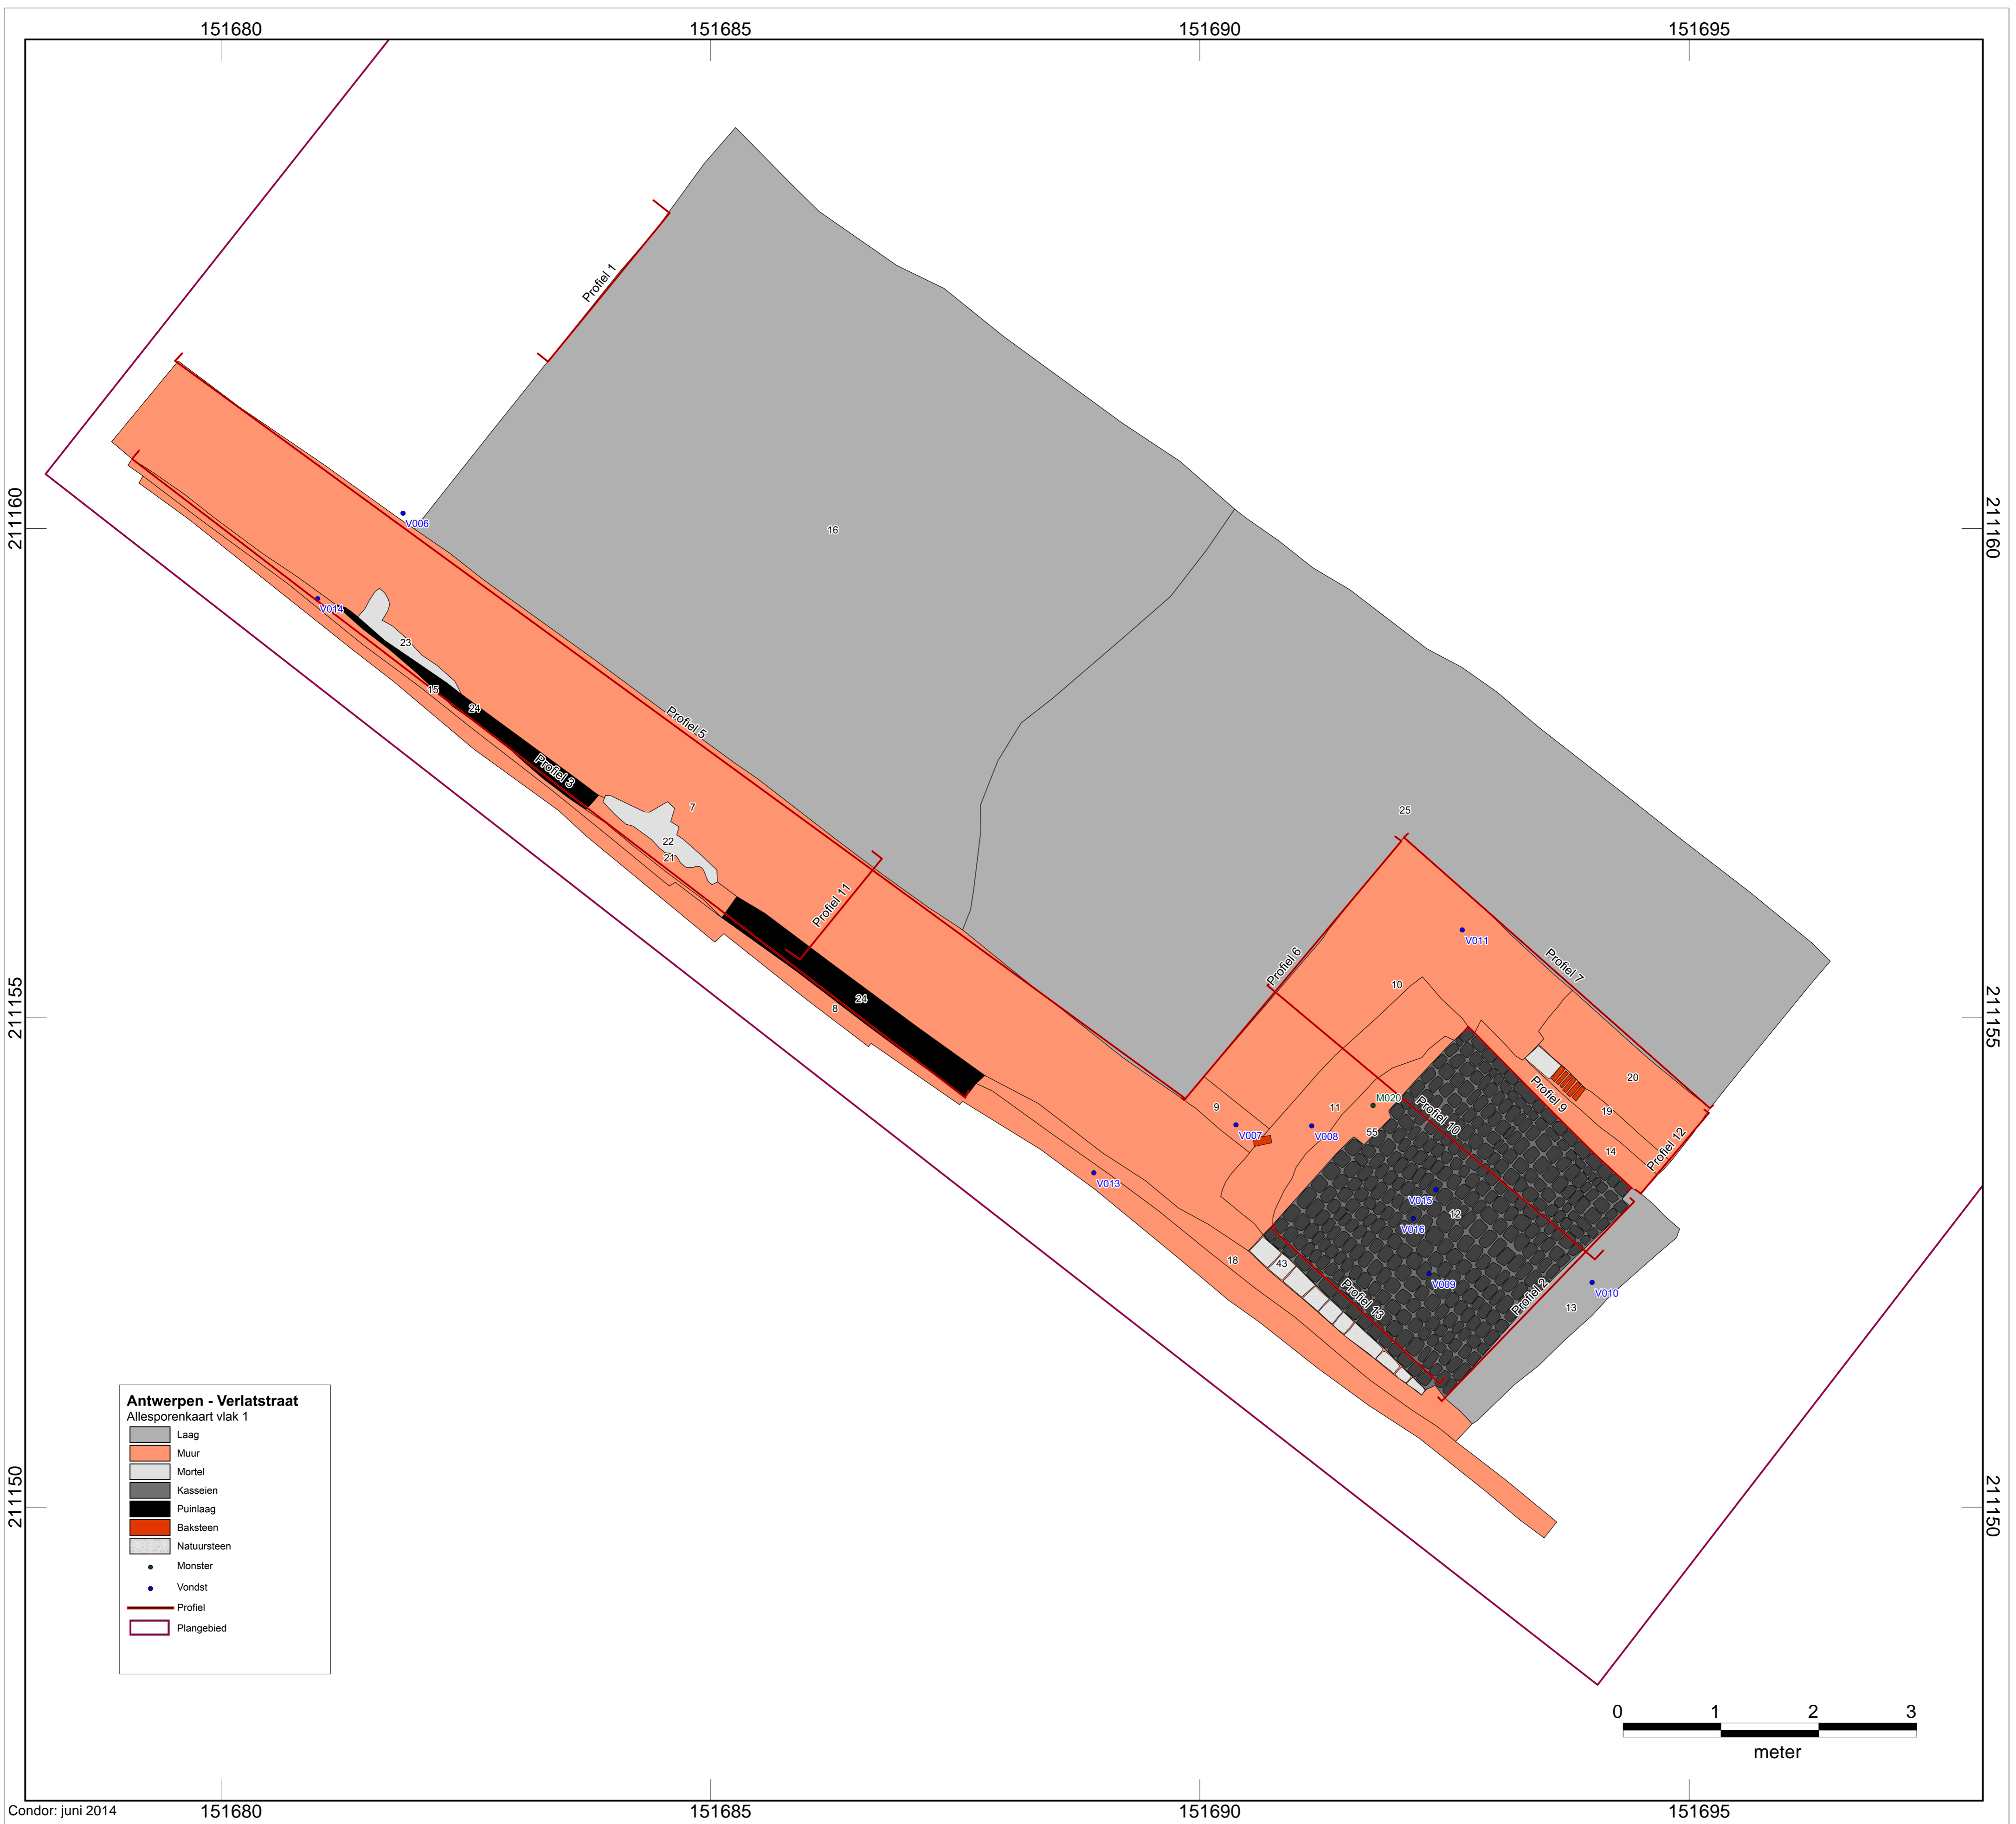 151680 151685 151690 151695
Profiel 1
211160 211160
V006
16
V014
23
15
24
Profiel 5
Profiel 3
7
25
22
21
Profiel 11
V011
Profiel 6
Profiel 7
10
24
8
211155 211155
20
Profiel 9
M020
9
11
Profiel 10
19
V007
V008
55
14
Profiel 12
V013
V015
12
V016
18
43
V009
Profiel 13
Profiel 2
V010
13
Antwerpen - Verlatstraat
Allesporenkaart vlak 1
Laag
Muur
Mortel
Kasseien
Puinlaag
Baksteen
Natuursteen
Monster
Vondst
Profiel
Plangebied
211150 211150
0 1 2 3
meter
Condor: juni 2014
151680 151685 151690 151695